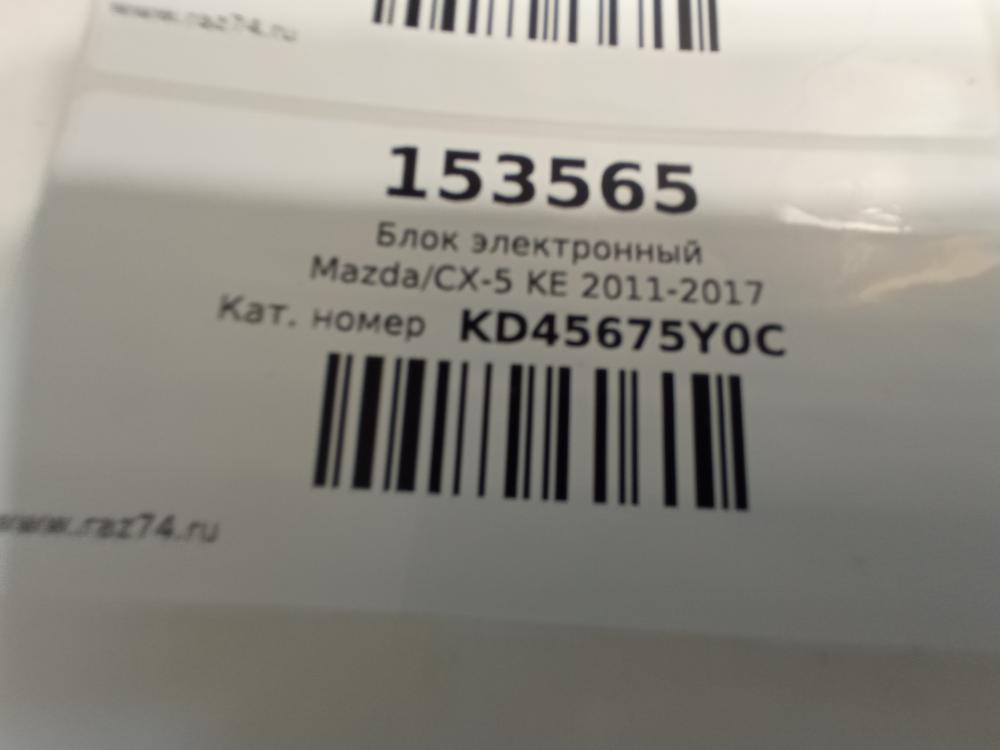 www.raz74.ru
153565
Блок электронный
Mazda/CX-5 KE 2011-2017
Кат. номер KD45675Y0C
www.raz74.ru